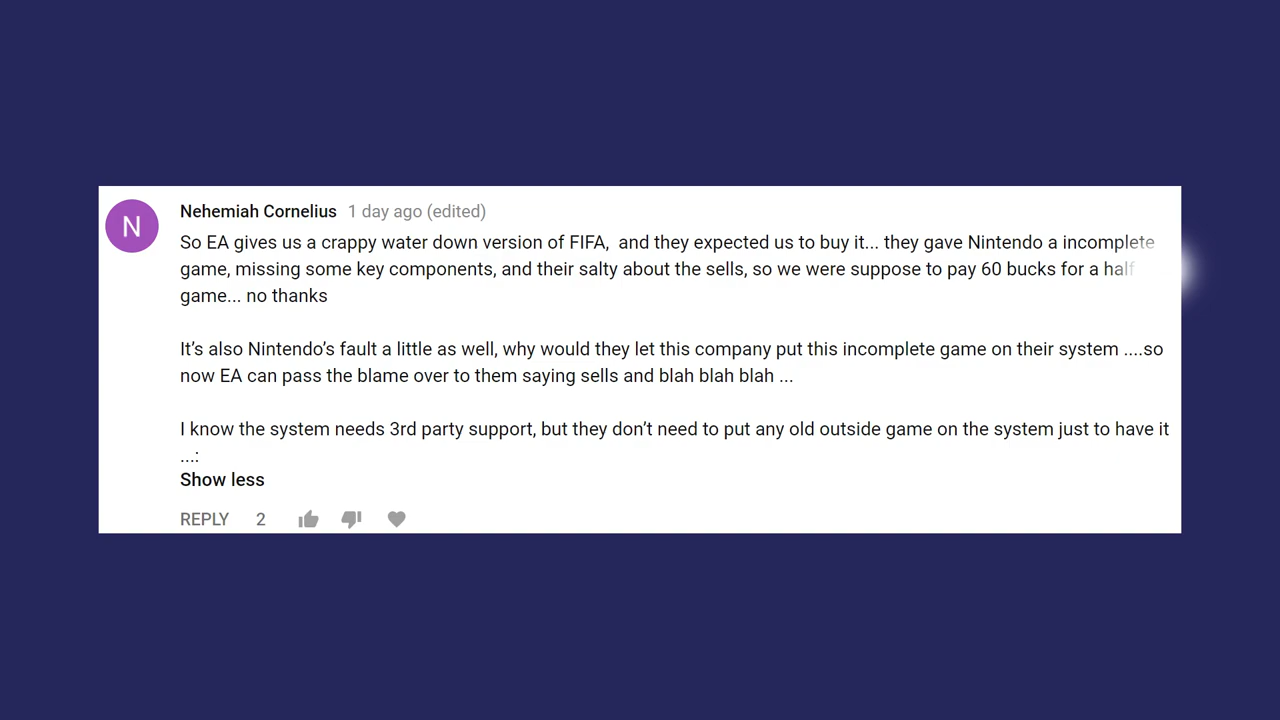 N
Nehemiah Cornelius 1 day ago (edited)
So EA gives us a crappy water down version of FIFA,  and they expected us to buy it... they gave Nintendo a incomplete
game, missing some key components, and their salty about the sells, so we were suppose to pay 60 bucks for a half
game... no thanks
It’s also Nintendo’s fault a little as well, why would they let this company put this incomplete game on their system ....so
now EA can pass the blame over to them saying sells and blah blah blah ...
I know the system needs 3rd party support, but they don’t need to put any old outside game on the system just to have it
...:
Show less
REPLY 2